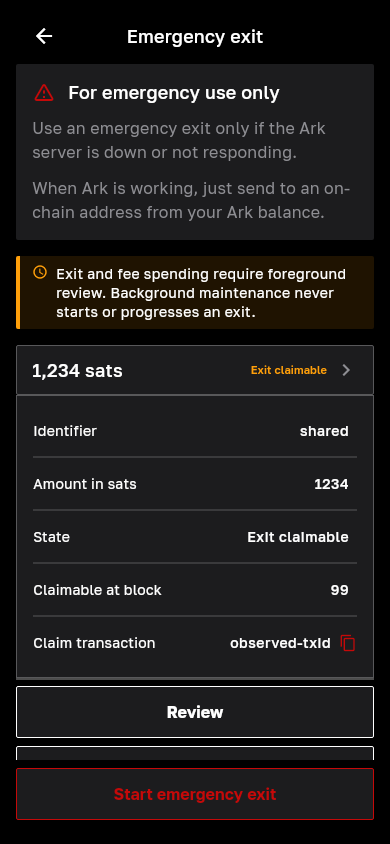 Emergency exit
For emergency use only
Use an emergency exit only if the Ark
server is down or not responding.
When Ark is working, just send to an on-
chain address from your Ark balance.
Exit and fee spending require foreground
review. Background maintenance never
starts or progresses an exit.
1,234 sats Exit claimable
Identifier shared
Amount in sats 1234
State Exit claimable
Claimable at block 99
Claim transaction observed-txid
Review
Start emergency exit